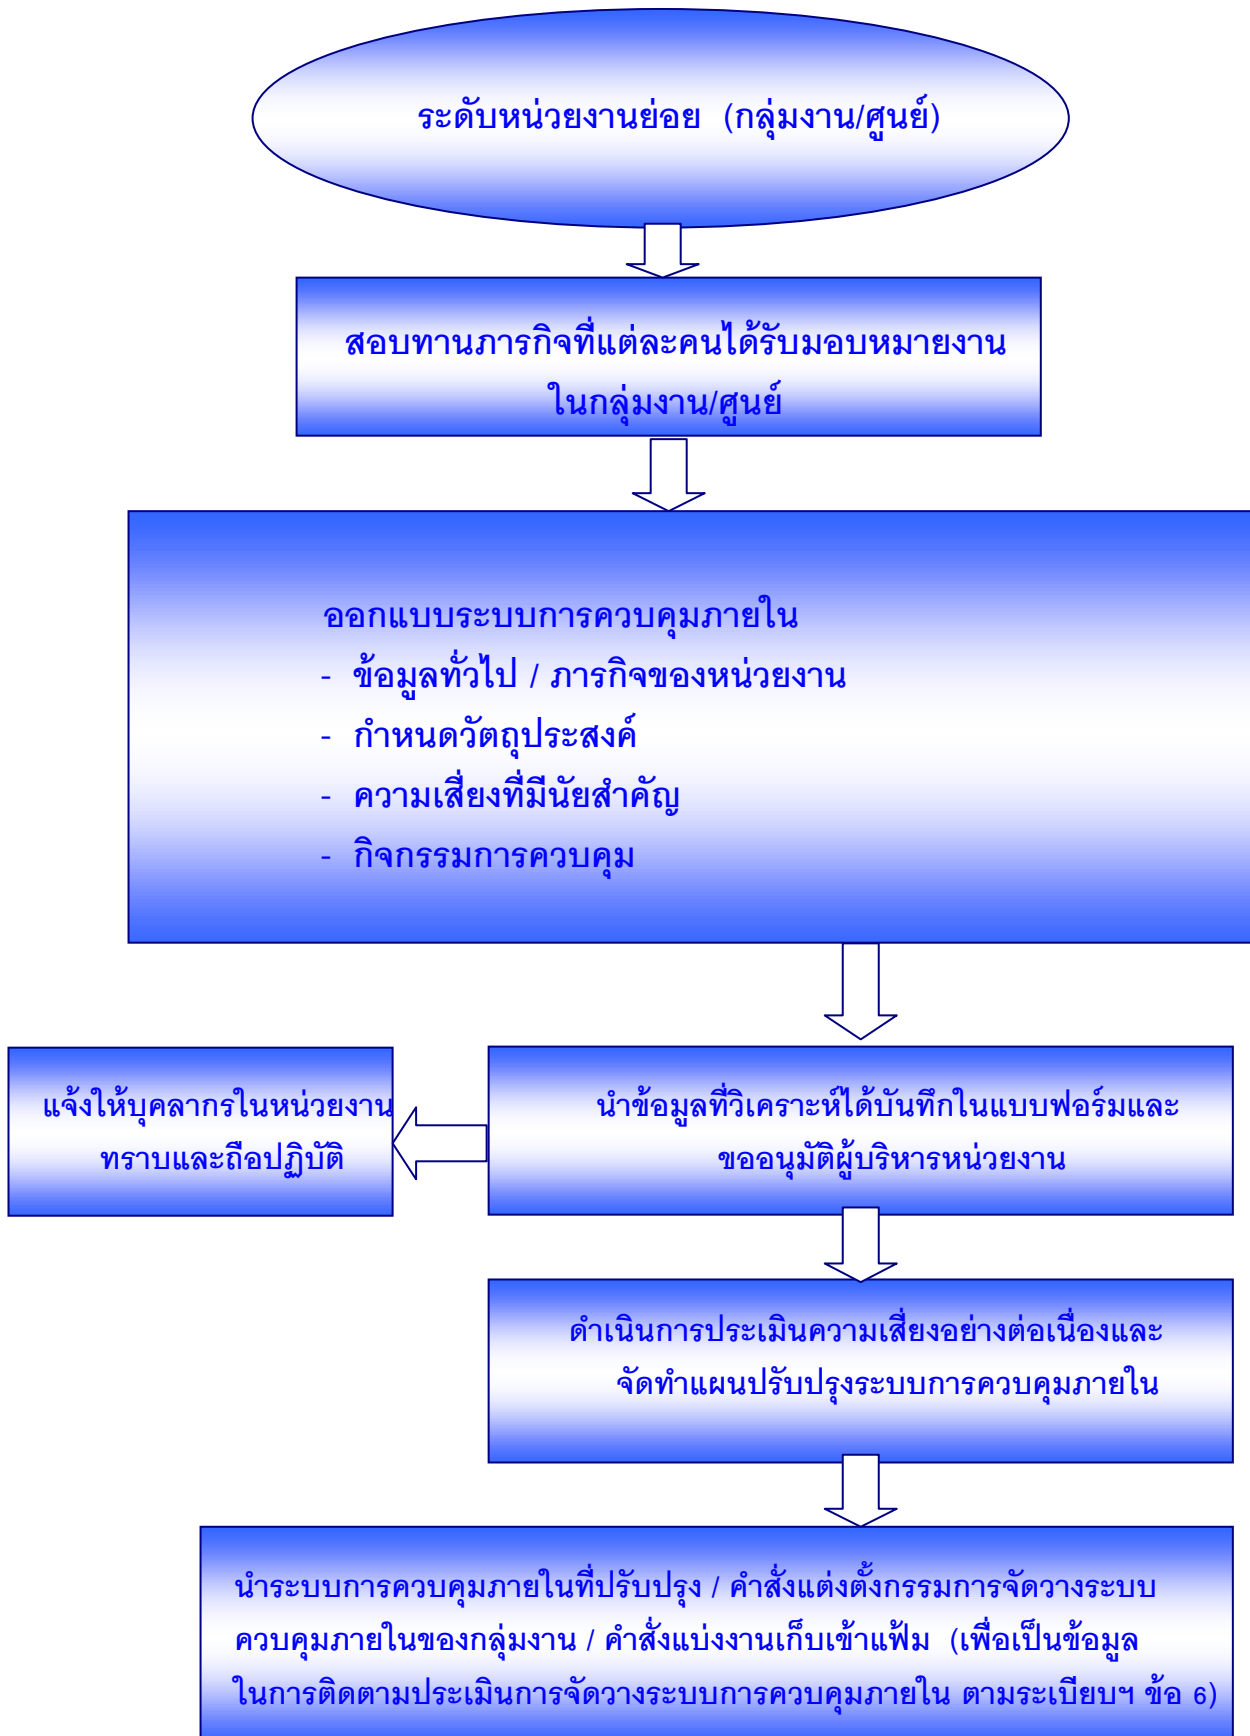 ระดับหน่วยงานย่อย (กลุ่มงาน/ศูนย์)
สอบทานภารกิจที่แต่ละคนได้รับมอบหมายงาน
ในกลุ่มงาน/ศูนย์
ออกแบบระบบการควบคุมภายใน
- ข้อมูลทั่วไป / ภารกิจของหน่วยงาน
- กำหนดวัตถุประสงค์
- ความเสี่ยงที่มีนัยสำคัญ
- กิจกรรมการควบคุม
แจ้งให้บุคลากรในหน่วยงาน
ทราบและถือปฏิบัติ
นำข้อมูลที่วิเคราะห์ได้บันทึกในแบบฟอร์มและ
ขออนุมัติผู้บริหารหน่วยงาน
ดำเนินการประเมินความเสี่ยงอย่างต่อเนื่องและ
จัดทำแผนปรับปรุงระบบการควบคุมภายใน
นำระบบการควบคุมภายในที่ปรับปรุง / คำสั่งแต่งตั้งกรรมการจัดวางระบบ
ควบคุมภายในของกลุ่มงาน / คำสั่งแบ่งงานเก็บเข้าแฟ้ม (เพื่อเป็นข้อมูล
ในการติดตามประเมินการจัดวางระบบการควบคุมภายใน ตามระเบียบฯ ข้อ 6)